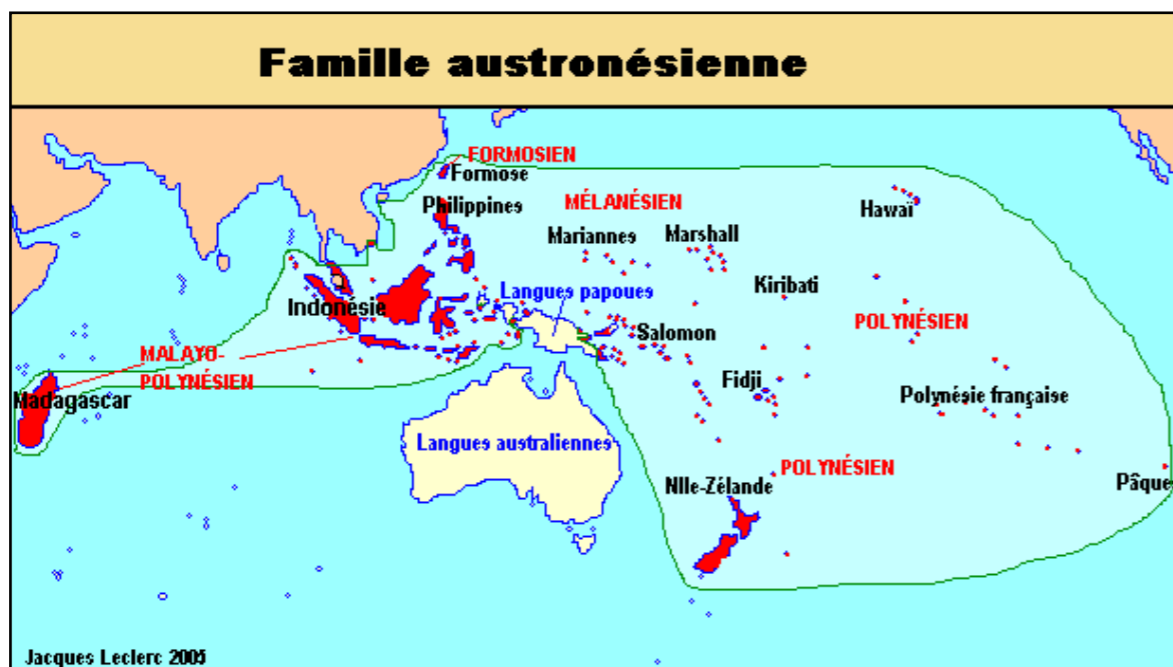 Famille austronésienne
FORMOSIEN
Formose
Philippines
MÉLANÉSIEN
Hawaï
Mariannes
Marshall
Kiribati
Langues papoues
Indonésie
Salomon
POLYNÉSIEN
MALAYO-
POLYNÉSIEN
Madagascar
Fidji
Polynésie française
Langues australiennes
POLYNÉSIEN
Nlle-Zélande
Pâque
Jacques Leclerc 2005